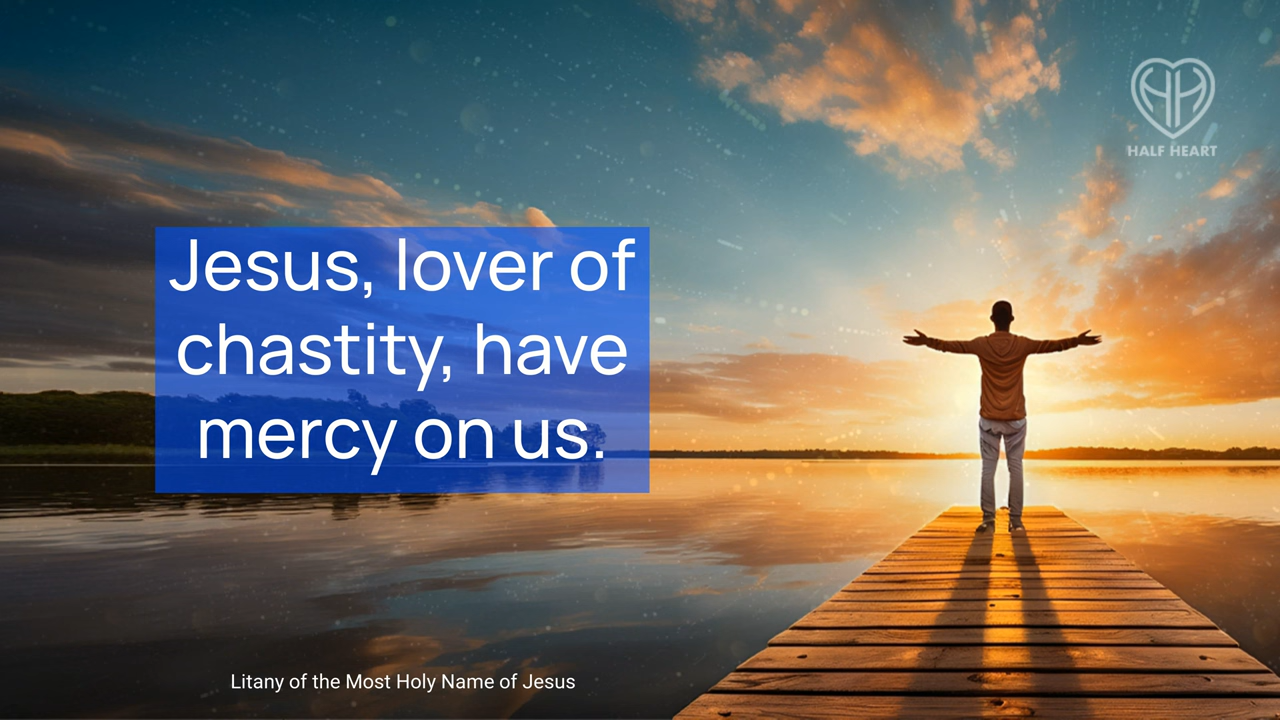 HALF HEART
Jesus, lover of
chastity, have
mercy on us.
Litany of the Most Holy Name of Jesus